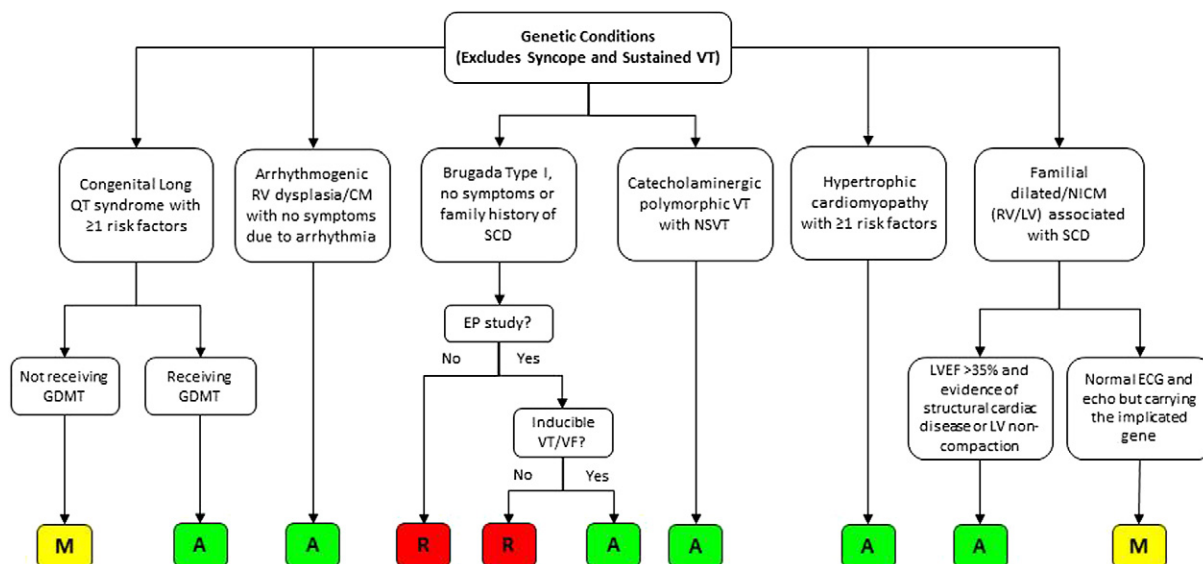 Genetic Conditions
(Excludes Syncope and Sustained VT)
Congenital Long
QT syndrome with
≥1 risk factors
Arrhythmogenic
RV dysplasia/CM
with no symptoms
due to arrhythmia
Brugada Type I,
no symptoms or
family history of
SCD
Catecholaminergic
polymorphic VT
with NSVT
Hypertrophic
cardiomyopathy
with ≥1 risk factors
Familial
dilated/NICM
(RV/LV) associated
with SCD
EP study?
No Yes
Not receiving
GDMT
Receiving
GDMT
LVEF >35% and
evidence of
structural cardiac
disease or LV non-
compaction
Normal ECG and
echo but carrying
the implicated
gene
Inducible
VT/VF?
No Yes
M A A R R A A A A M